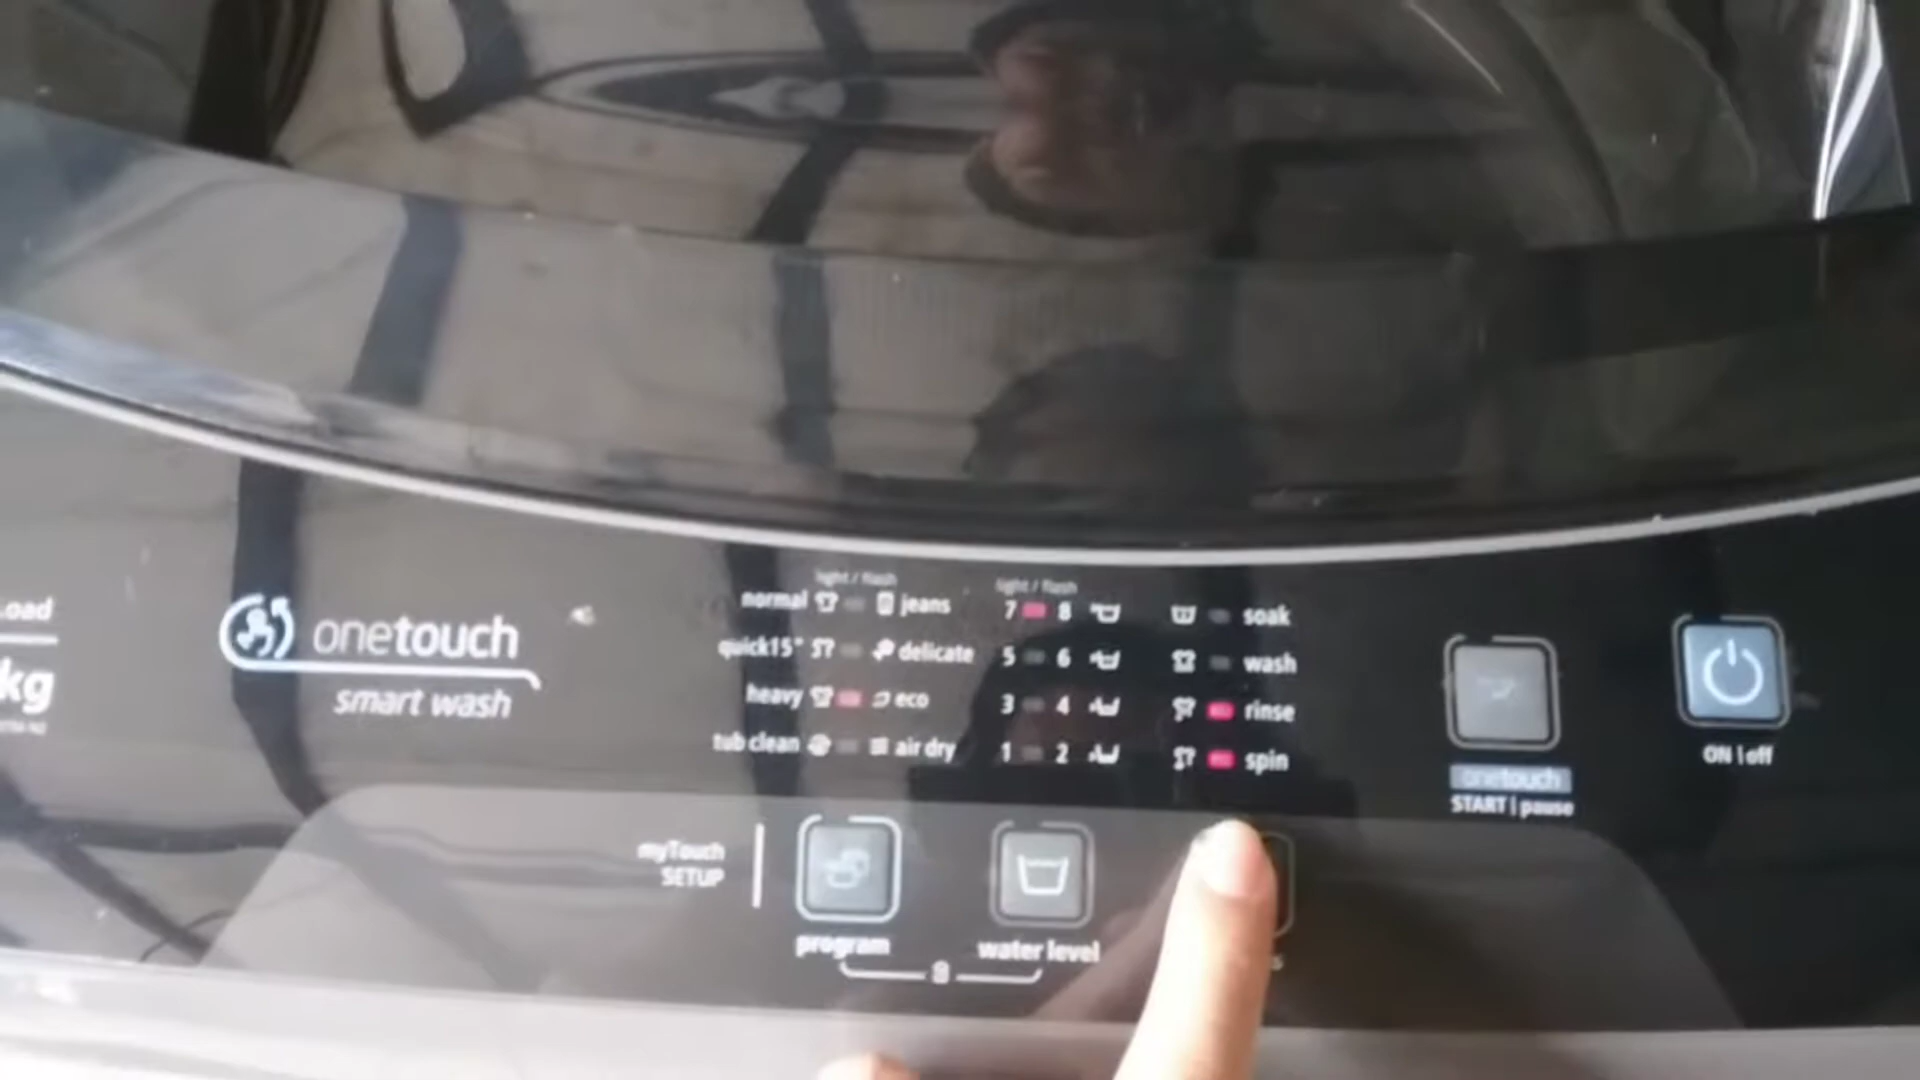 Load
kg
onetouch
smart wash
light / flash
normal jeans
quick15" delicate
heavy eco
tub clean air dry
light / flash
7 8
5 6
3 4
1 2
soak
wash
rinse
spin
onetouch
START | pause
ON | off
myTouch
SETUP
program
water level
s